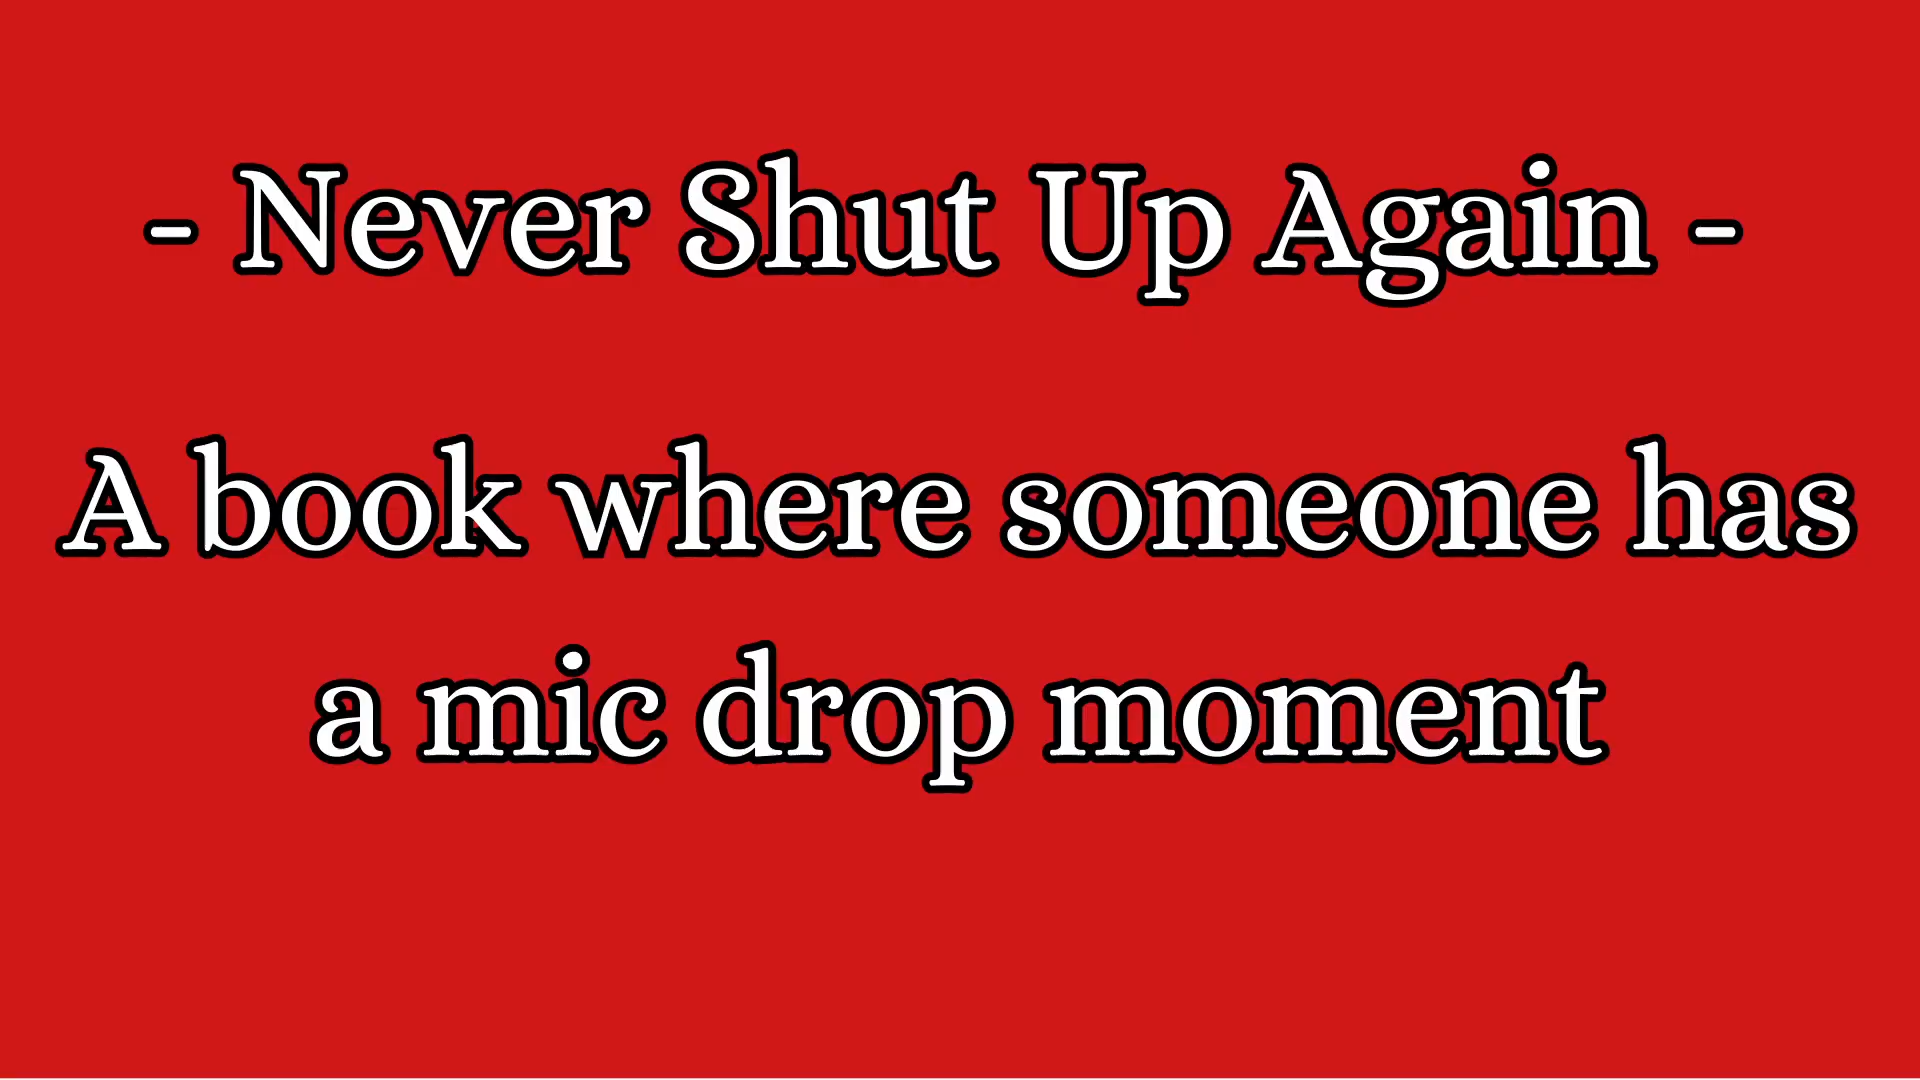 - Never Shut Up Again -
A book where someone has
a mic drop moment